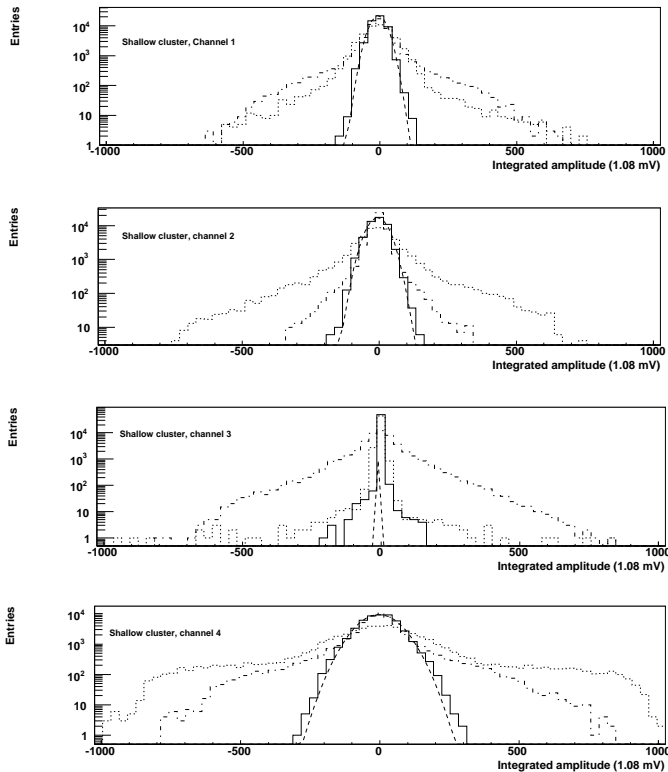 Entries
10⁴
10³
10²
10
1
Shallow cluster, Channel 1
-1000 -500 0 500 1000
Integrated amplitude (1.08 mV)
Entries
10⁴
10³
10²
10
Shallow cluster, channel 2
-1000 -500 0 500 1000
Integrated amplitude (1.08 mV)
Entries
10⁴
10³
10²
10
1
Shallow cluster, channel 3
-1000 -500 0 500 1000
Integrated amplitude (1.08 mV)
Entries
10⁴
10³
10²
10
1
Shallow cluster, channel 4
-1000 -500 0 500 1000
Integrated amplitude (1.08 mV)